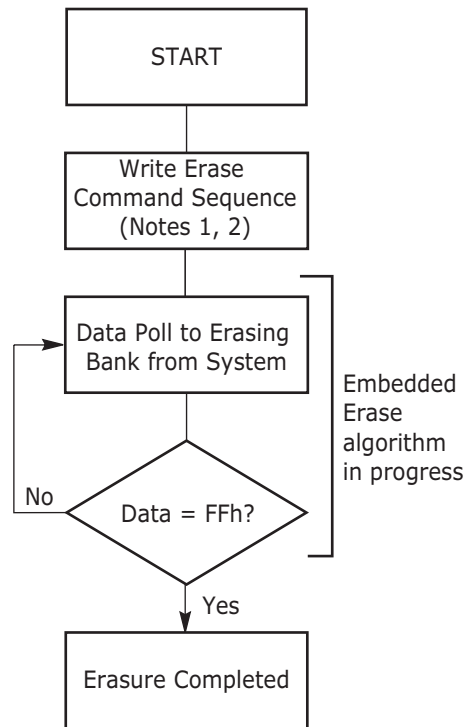 START
Write Erase
Command Sequence
(Notes 1, 2)
Data Poll to Erasing
Bank from System
Embedded
Erase
algorithm
in progress
No
Data = FFh?
Yes
Erasure Completed